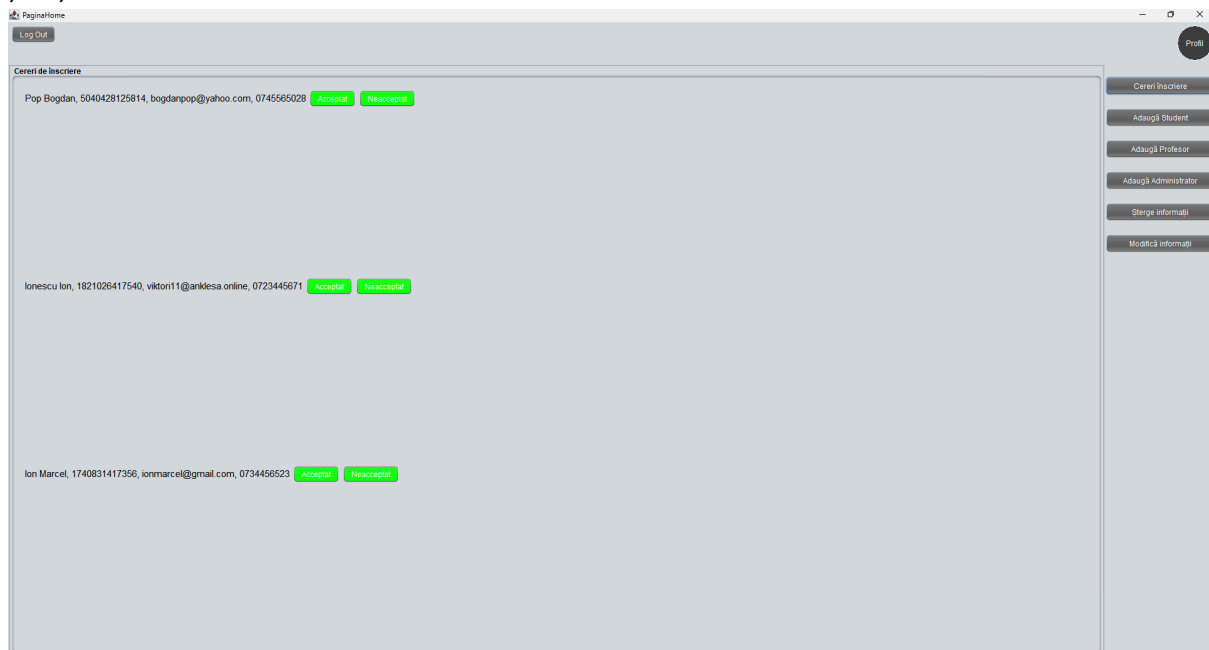 PaginaHome
Log Out
Profil
Cereri de înscriere
Pop Bogdan, 5040428125814, bogdanpop@yahoo.com, 0745565028 Acceptat Neacceptat
Cereri înscriere
Adaugă Student
Adaugă Profesor
Adaugă Administrator
Șterge informații
Modifică informații
Ionescu Ion, 1821026417540, viktori11@anklesa.online, 0723445671 Acceptat Neacceptat
Ion Marcel, 1740831417356, ionmarcel@gmail.com, 0734456523 Acceptat Neacceptat